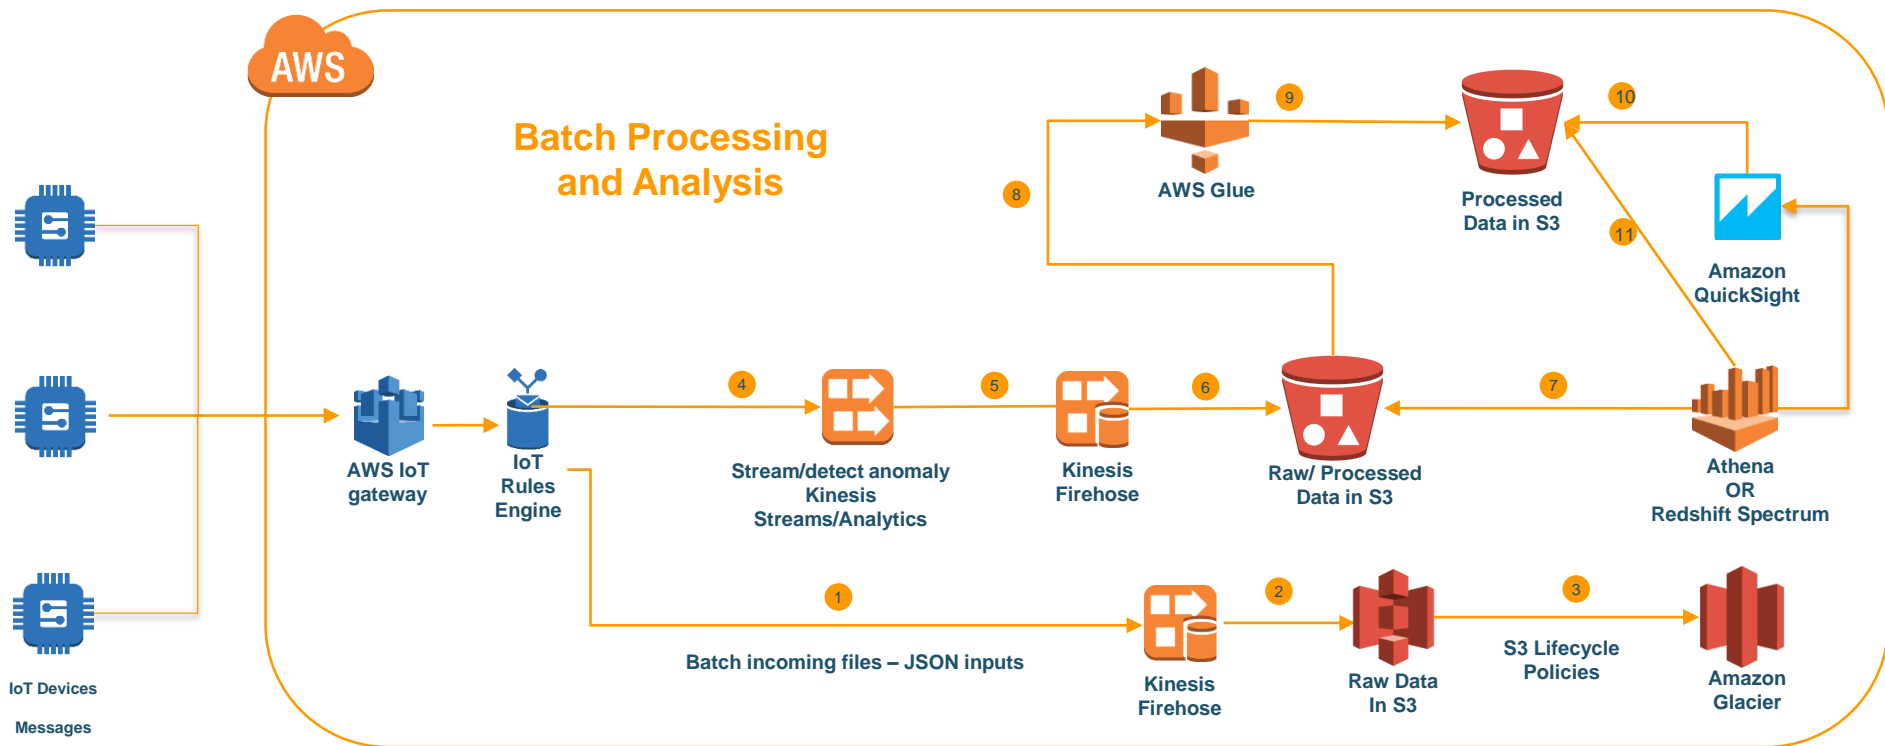 AWS
Batch Processing
and Analysis
9
10
AWS Glue
8
Processed
Data in S3
11
Amazon
QuickSight
4
5
6
7
AWS IoT
gateway
IoT
Rules
Engine
Stream/detect anomaly
Kinesis
Streams/Analytics
Kinesis
Firehose
Raw/ Processed
Data in S3
Athena
OR
Redshift Spectrum
1
2
3
Batch incoming files – JSON inputs
S3 Lifecycle
Policies
Kinesis
Firehose
Raw Data
In S3
Amazon
Glacier
IoT Devices
Messages